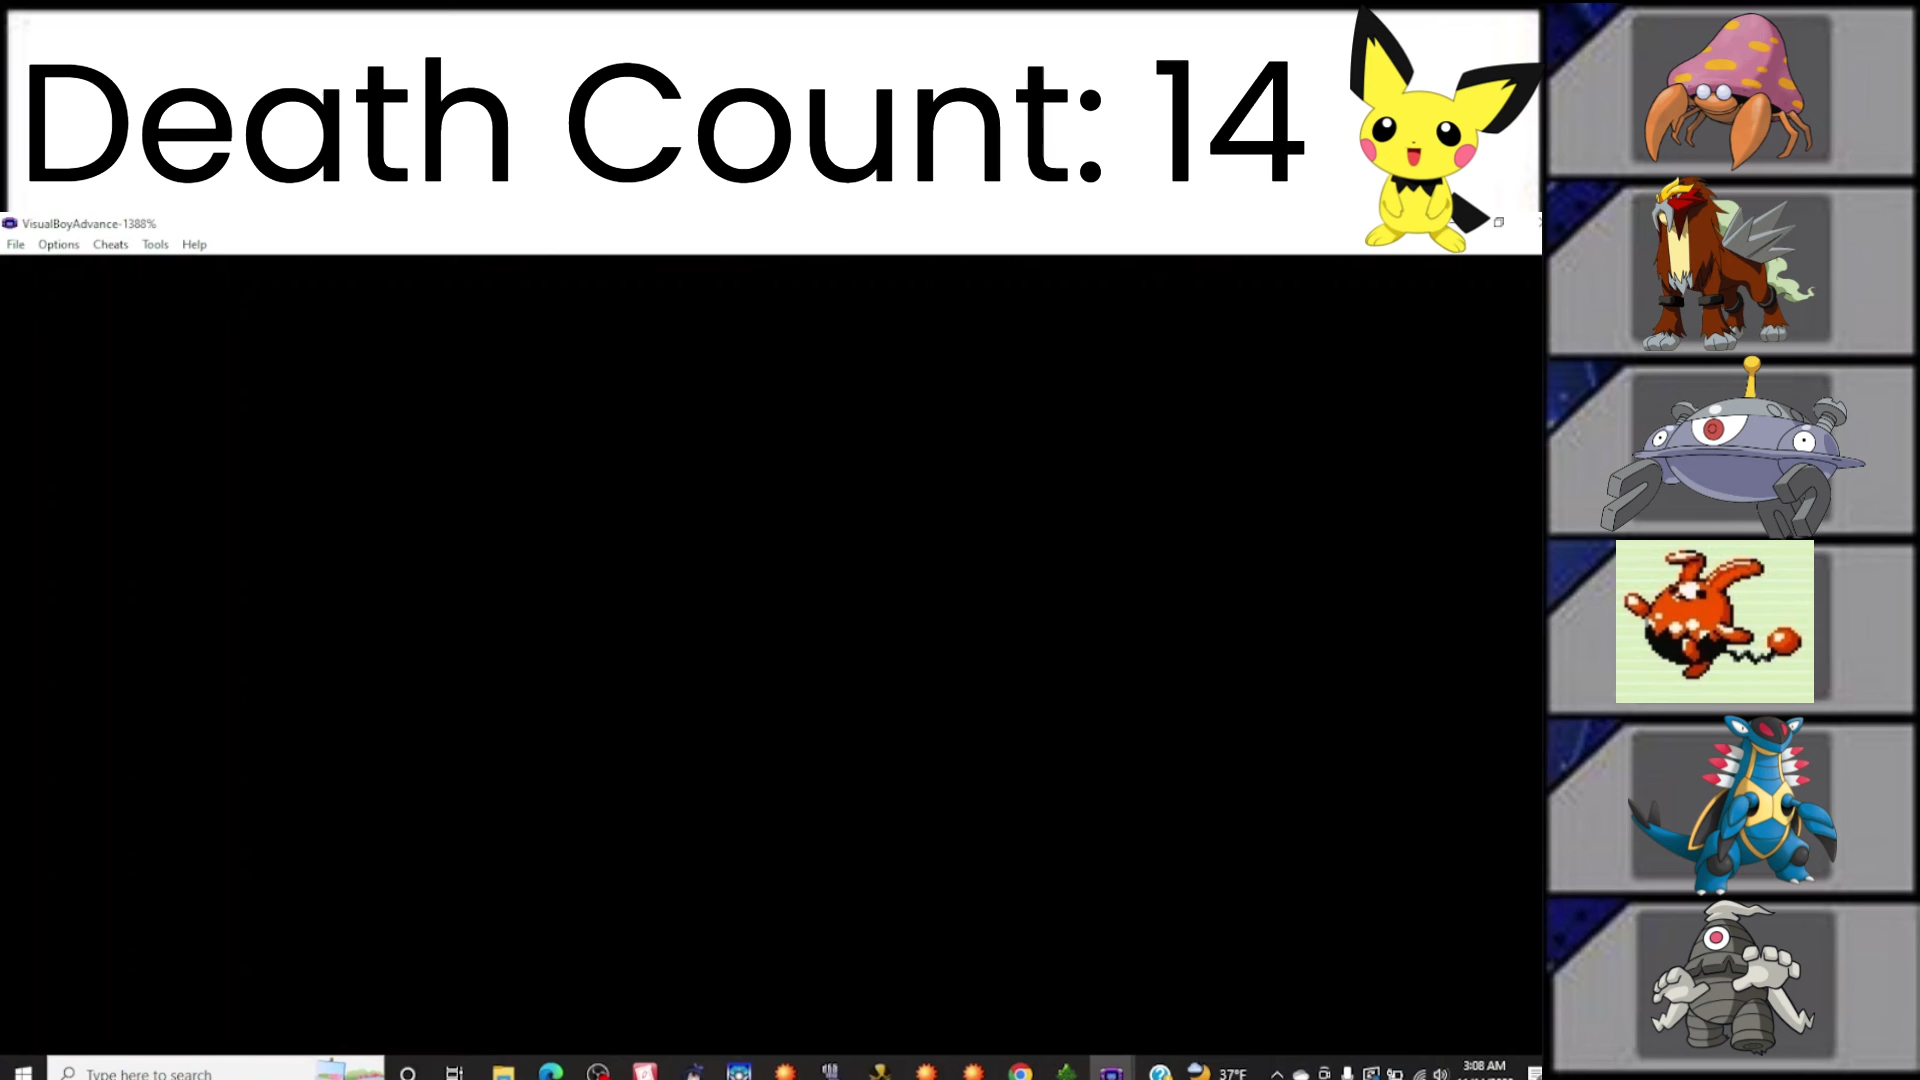 Death Count: 14
VisualBoyAdvance-1388%
File Options Cheats Tools Help
Type here to search
37°F
3:08 AM